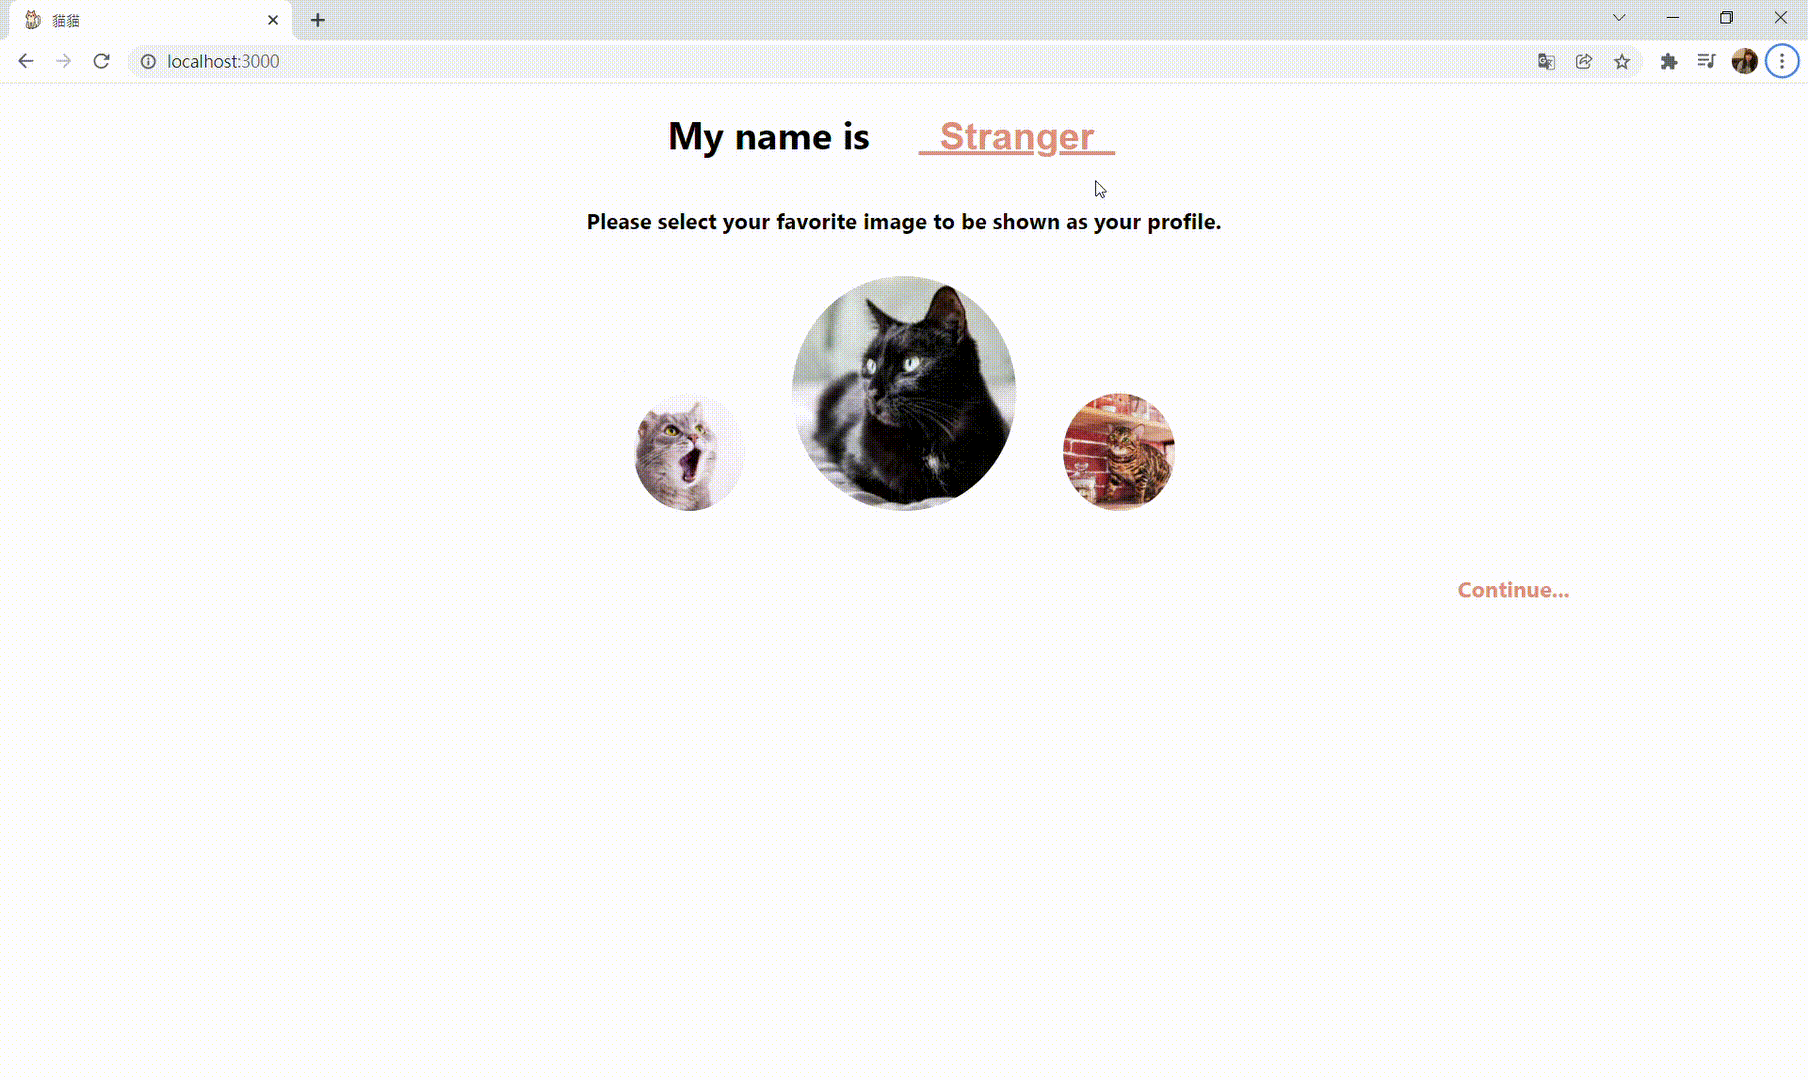 貓貓
localhost:3000
My name is Stranger
Please select your favorite image to be shown as your profile.
Continue...